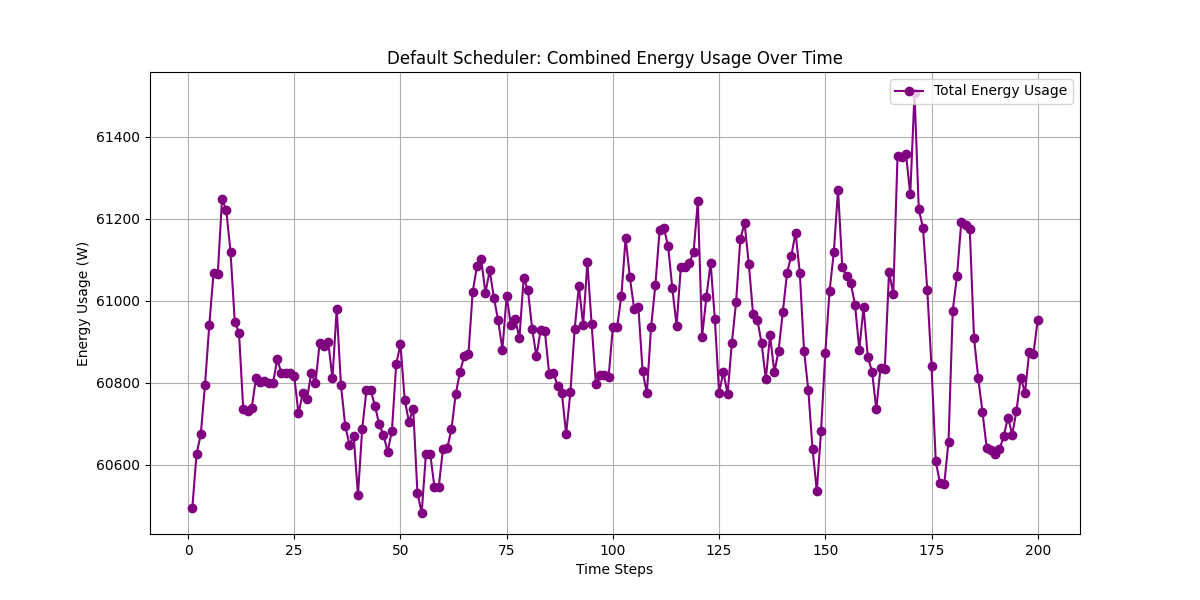 Default Scheduler: Combined Energy Usage Over Time
Total Energy Usage
Energy Usage (W)
61400
61200
61000
60800
60600
0 25 50 75 100 125 150 175 200
Time Steps